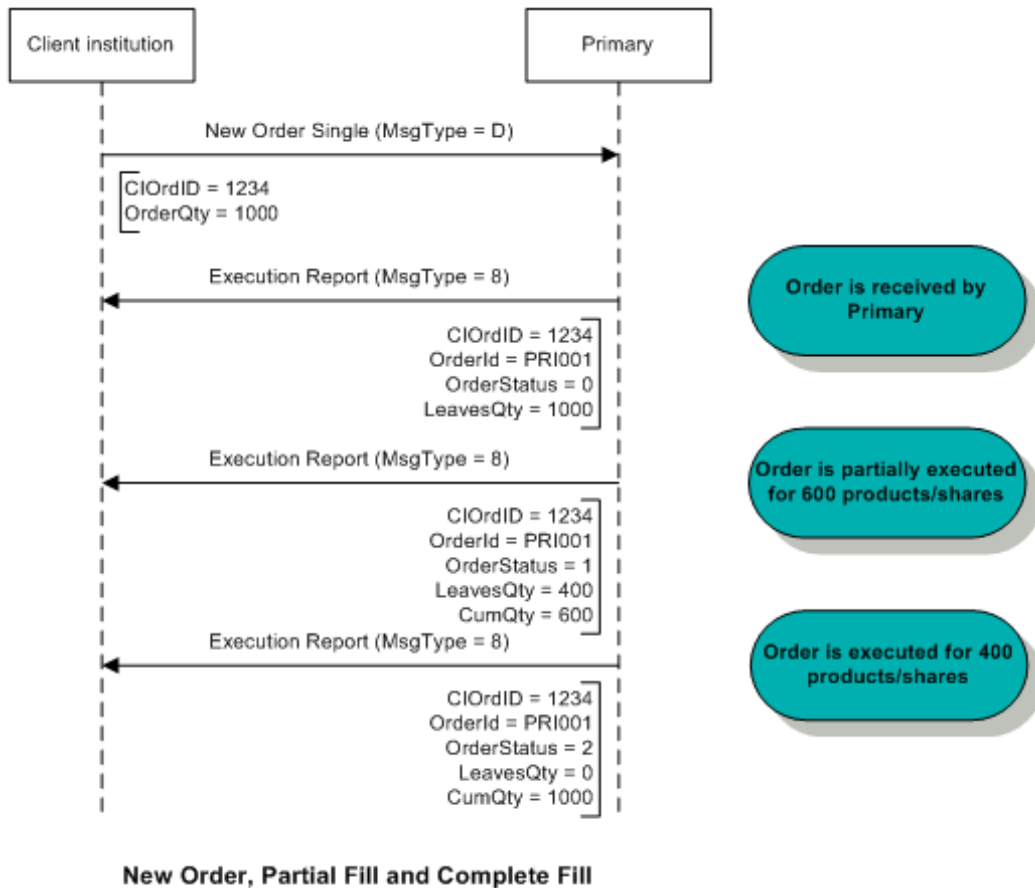 Client institution
Primary
New Order Single (MsgType = D)
ClOrdID = 1234
OrderQty = 1000
Execution Report (MsgType = 8)
Order is received by
Primary
ClOrdID = 1234
OrderId = PRI001
OrderStatus = 0
LeavesQty = 1000
Execution Report (MsgType = 8)
Order is partially executed
for 600 products/shares
ClOrdID = 1234
OrderId = PRI001
OrderStatus = 1
LeavesQty = 400
CumQty = 600
Execution Report (MsgType = 8)
Order is executed for 400
products/shares
ClOrdID = 1234
OrderId = PRI001
OrderStatus = 2
LeavesQty = 0
CumQty = 1000
New Order, Partial Fill and Complete Fill